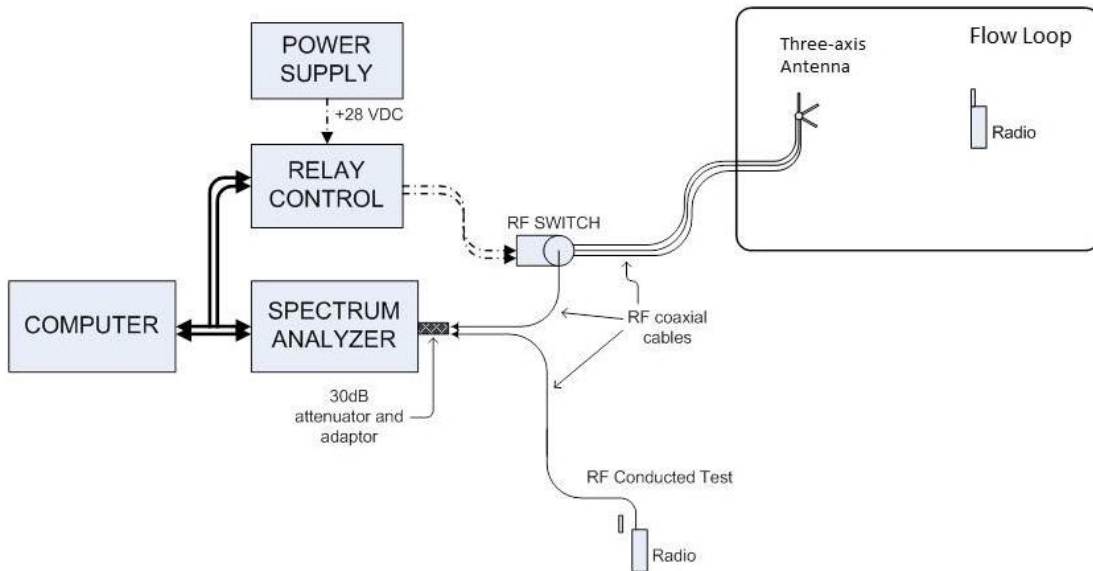 POWER
SUPPLY
+28 VDC
RELAY
CONTROL
COMPUTER
SPECTRUM
ANALYZER
30dB
attenuator and
adaptor
RF SWITCH
RF coaxial
cables
Three-axis
Antenna
Flow Loop
Radio
RF Conducted Test
Radio